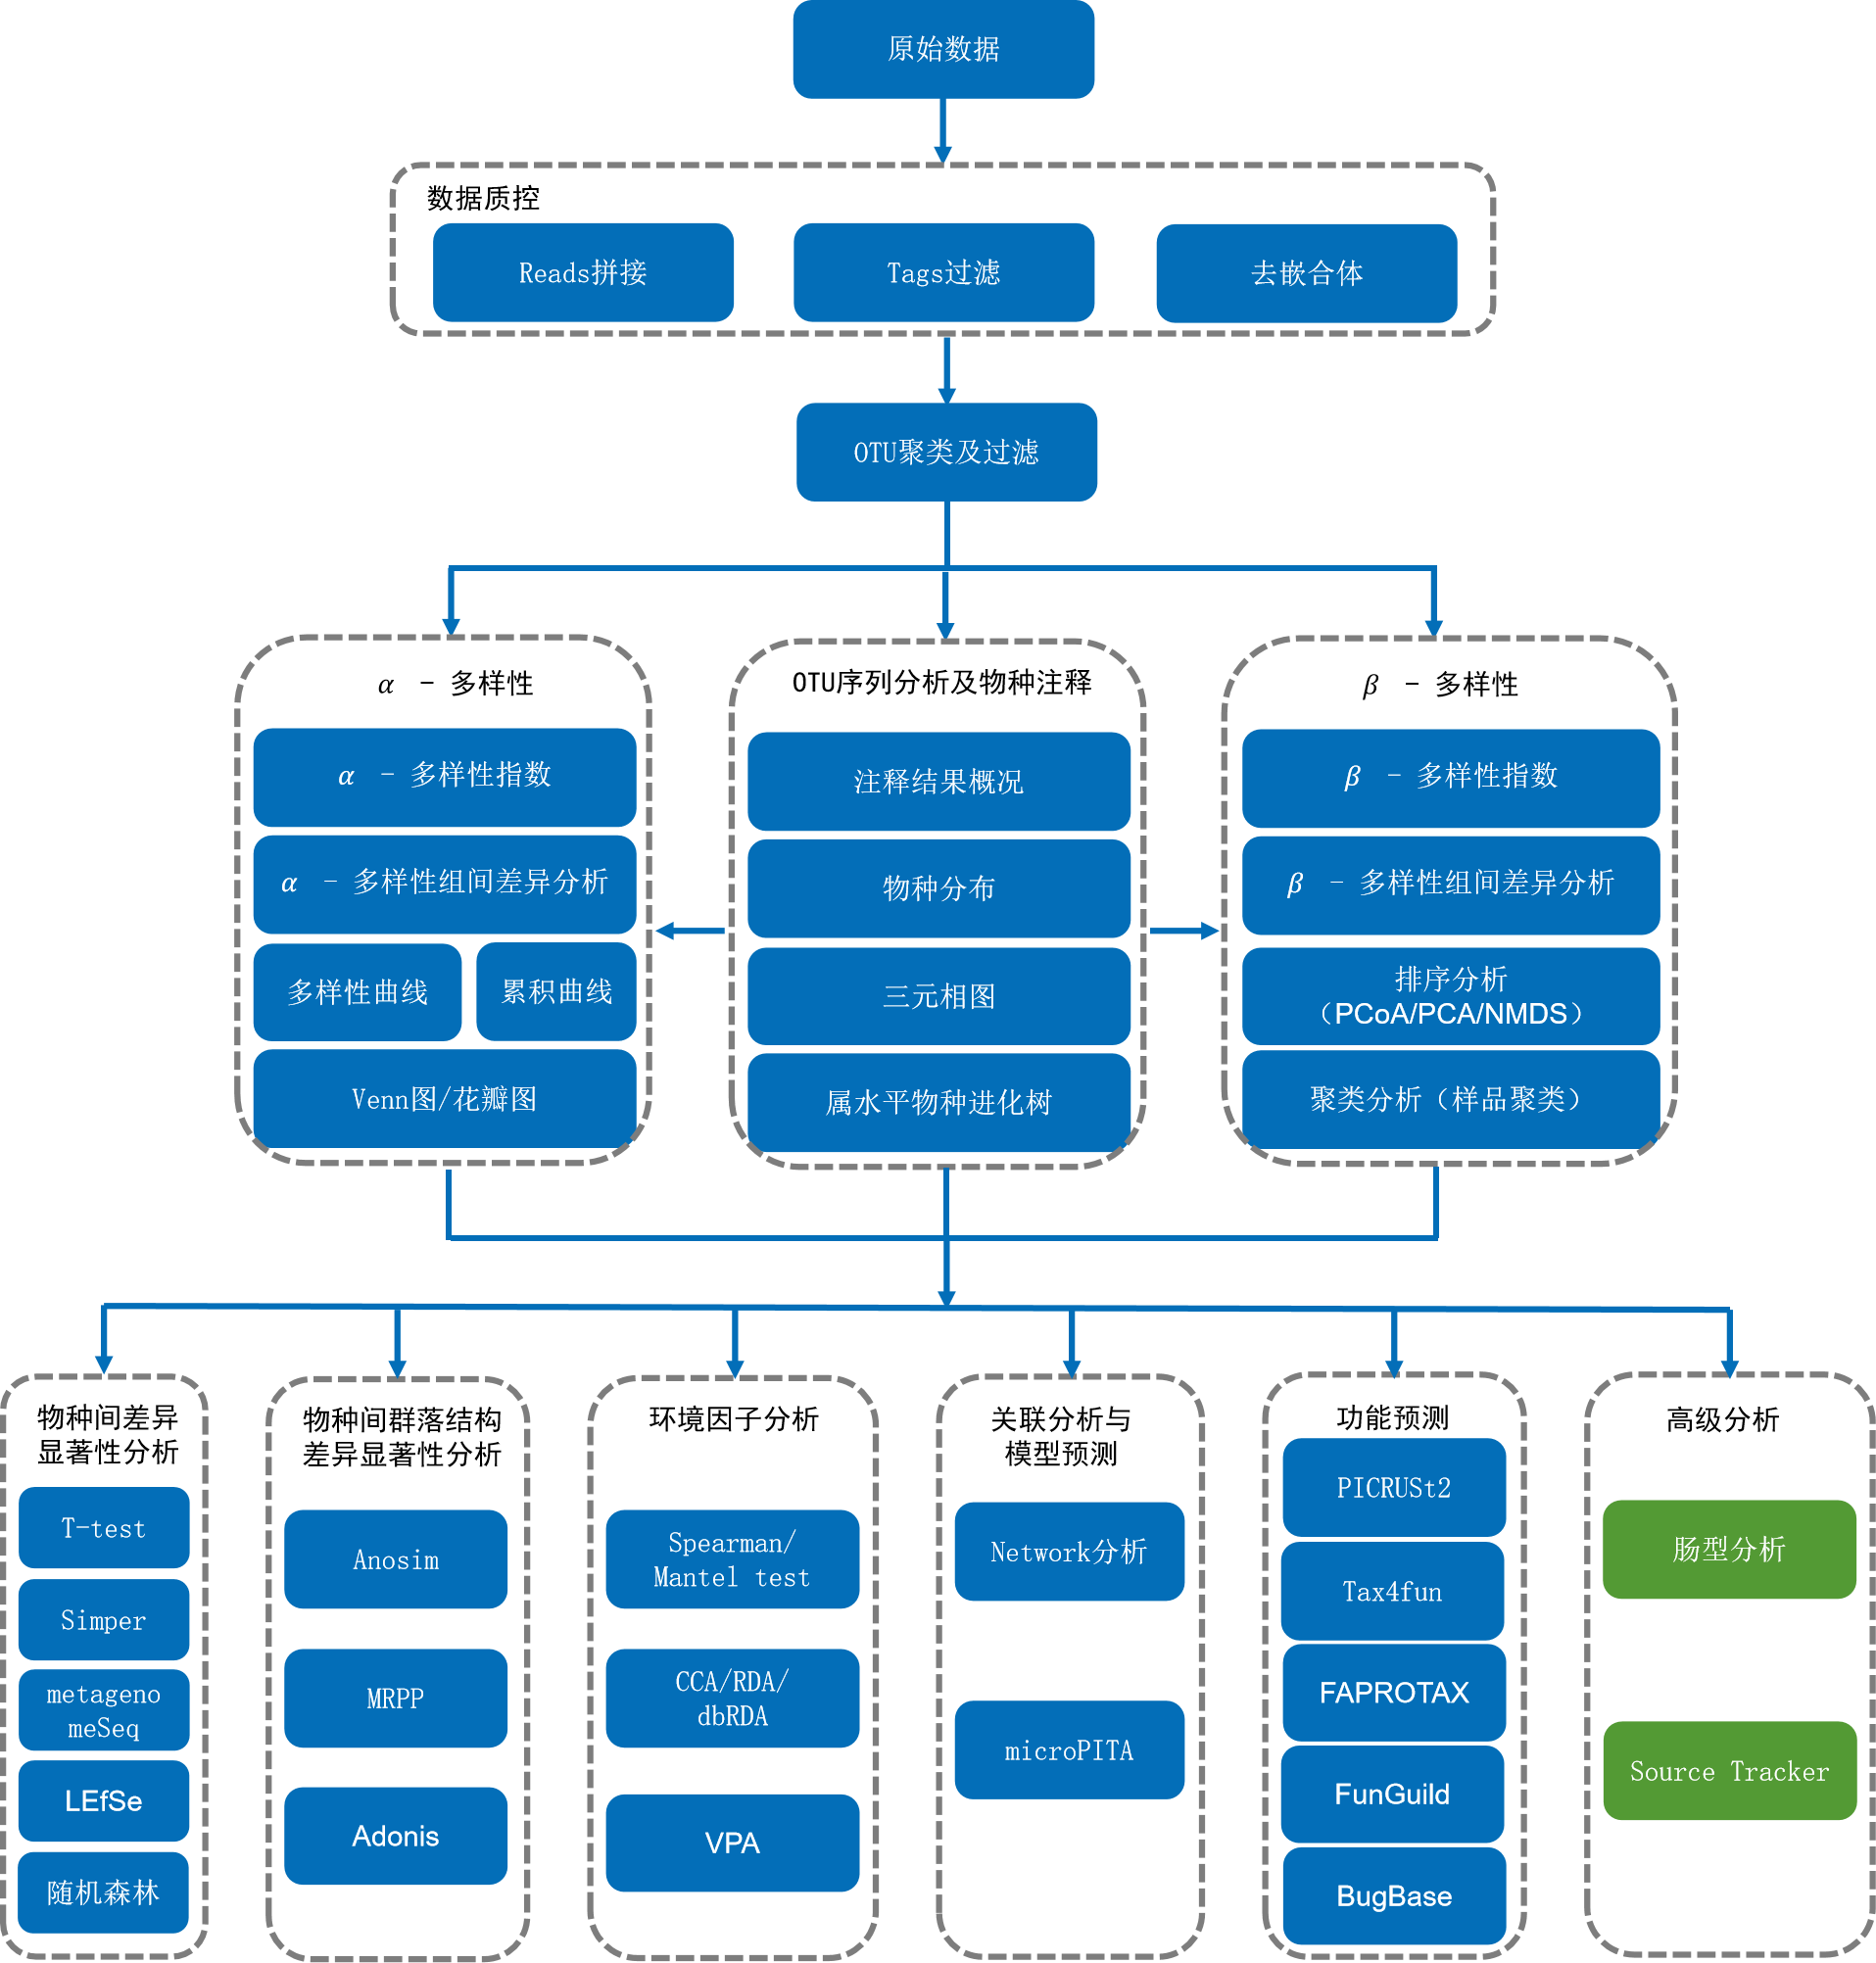 原始数据
数据质控
Reads拼接
Tags过滤
去嵌合体
OTU聚类及过滤
α - 多样性
α - 多样性指数
α - 多样性组间差异分析
多样性曲线
累积曲线
Venn图/花瓣图
OTU序列分析及物种注释
注释结果概况
物种分布
三元相图
属水平物种进化树
β - 多样性
β - 多样性指数
β - 多样性组间差异分析
排序分析
（PCoA/PCA/NMDS）
聚类分析（样品聚类）
物种间差异
显著性分析
T-test
Simper
metageno
meSeq
LEfSe
随机森林
物种间群落结构
差异显著性分析
Anosim
MRPP
Adonis
环境因子分析
Spearman/
Mantel test
CCA/RDA/
dbRDA
VPA
关联分析与
模型预测
Network分析
microPITA
功能预测
PICRUSt2
Tax4fun
FAPROTAX
FunGuild
BugBase
高级分析
肠型分析
Source Tracker